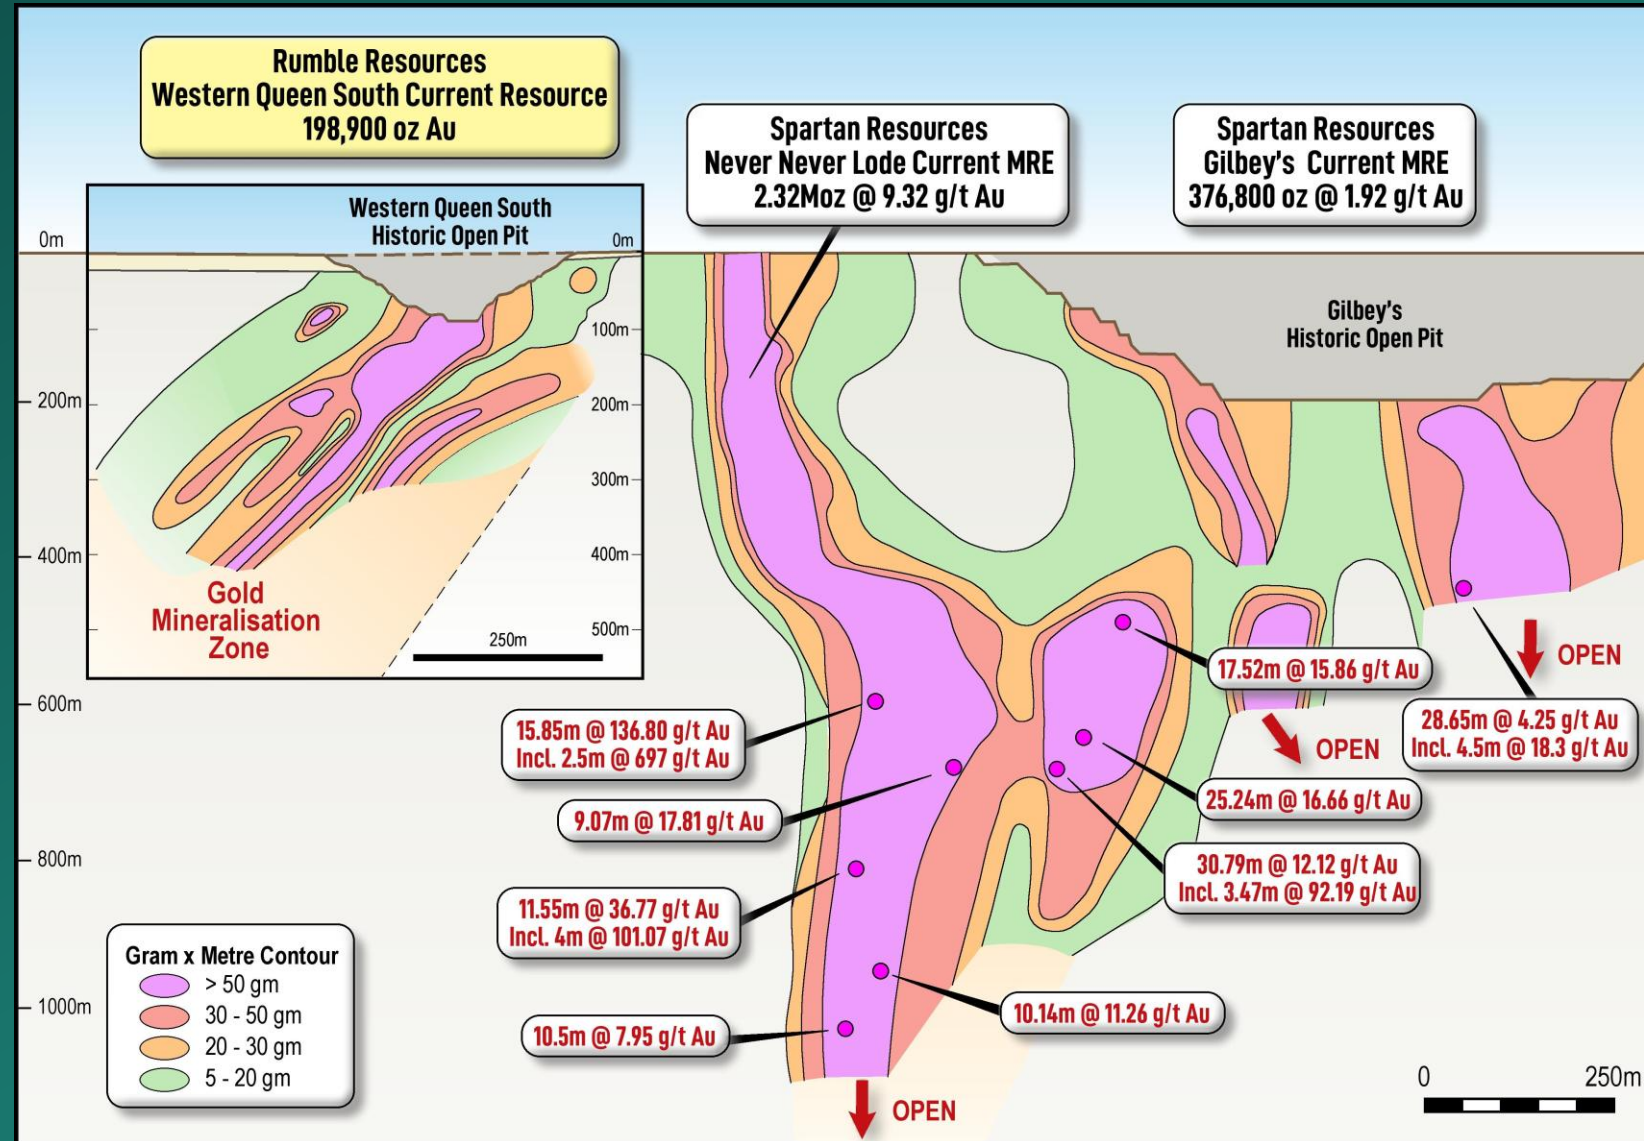 Rumble Resources
Western Queen South Current Resource
198,900 oz Au
Spartan Resources
Never Never Lode Current MRE
2.32Moz @ 9.32 g/t Au
Spartan Resources
Gilbey's Current MRE
376,800 oz @ 1.92 g/t Au
Western Queen South
Historic Open Pit
0m
0m
100m
200m
300m
400m
500m
Gold
Mineralisation
Zone
250m
200m
400m
600m
800m
1000m
Gilbey's
Historic Open Pit
17.52m @ 15.86 g/t Au
OPEN
28.65m @ 4.25 g/t Au
Incl. 4.5m @ 18.3 g/t Au
15.85m @ 136.80 g/t Au
Incl. 2.5m @ 697 g/t Au
OPEN
9.07m @ 17.81 g/t Au
25.24m @ 16.66 g/t Au
30.79m @ 12.12 g/t Au
Incl. 3.47m @ 92.19 g/t Au
11.55m @ 36.77 g/t Au
Incl. 4m @ 101.07 g/t Au
10.14m @ 11.26 g/t Au
10.5m @ 7.95 g/t Au
OPEN
Gram x Metre Contour
> 50 gm
30 - 50 gm
20 - 30 gm
5 - 20 gm
0 250m